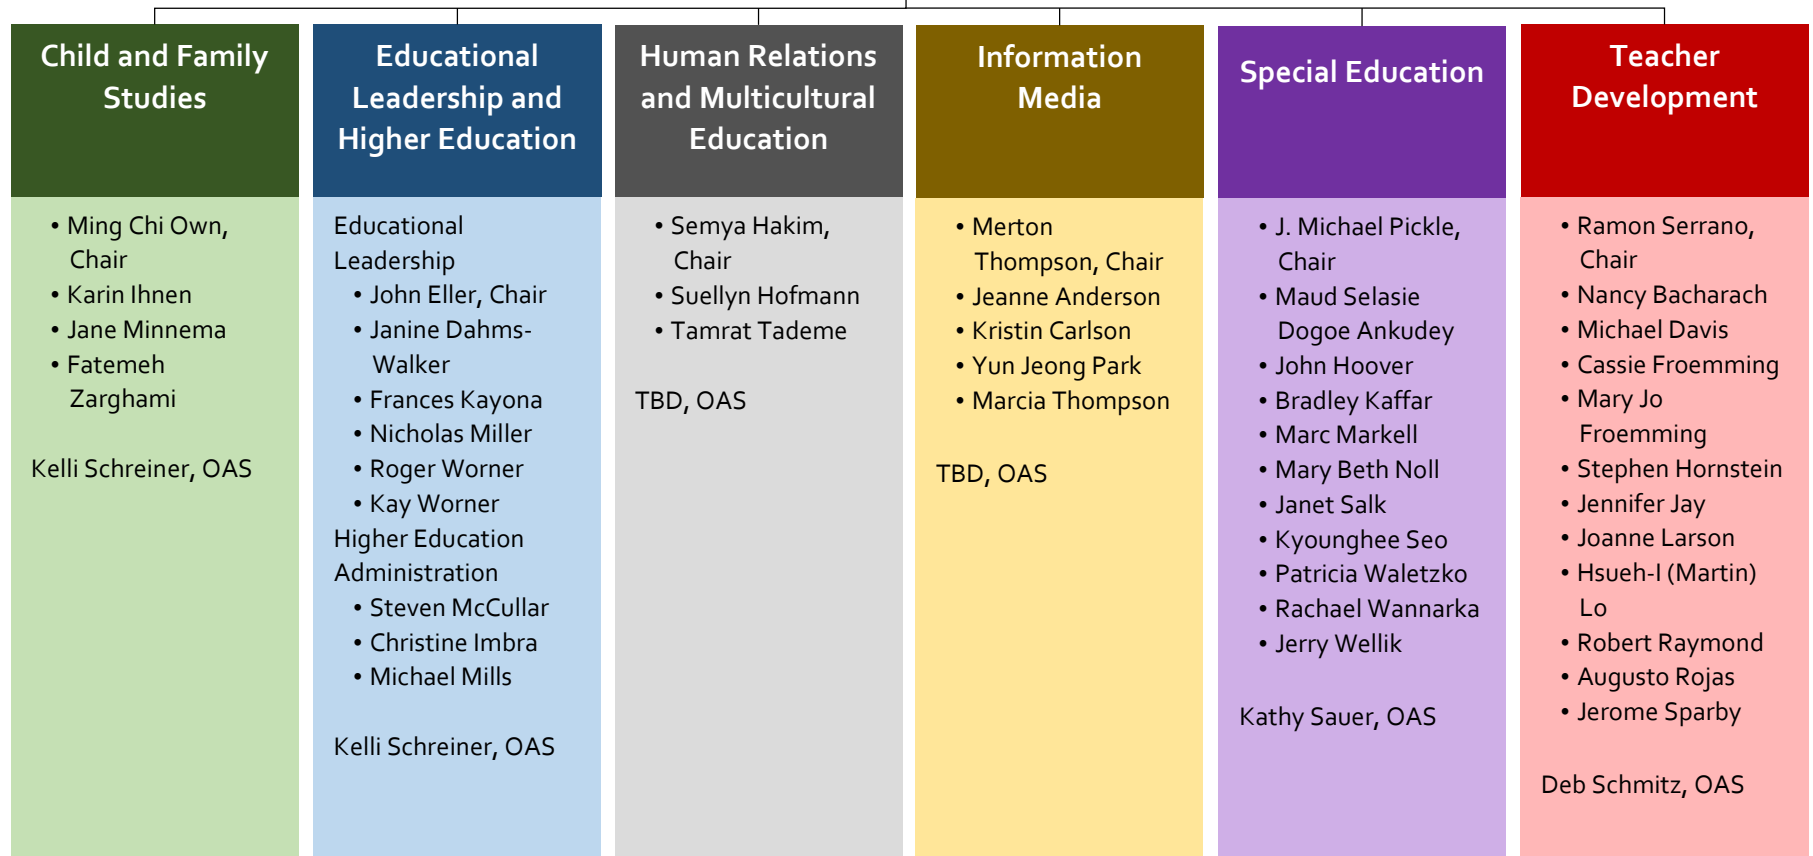 Child and Family
Studies
• Ming Chi Own,
Chair
• Karin Ihnen
• Jane Minnema
• Fatemeh
Zarghami
Kelli Schreiner, OAS
Educational
Leadership and
Higher Education
Educational
Leadership
• John Eller, Chair
• Janine Dahms-
Walker
• Frances Kayona
• Nicholas Miller
• Roger Worner
• Kay Worner
Higher Education
Administration
• Steven McCullar
• Christine Imbra
• Michael Mills
Kelli Schreiner, OAS
Human Relations
and Multicultural
Education
• Semya Hakim,
Chair
• Suellyn Hofmann
• Tamrat Tademe
TBD, OAS
Information
Media
• Merton
Thompson, Chair
• Jeanne Anderson
• Kristin Carlson
• Yun Jeong Park
• Marcia Thompson
TBD, OAS
Special Education
• J. Michael Pickle,
Chair
• Maud Selasie
Dogoe Ankudey
• John Hoover
• Bradley Kaffar
• Marc Markell
• Mary Beth Noll
• Janet Salk
• Kyounghee Seo
• Patricia Waletzko
• Rachael Wannarka
• Jerry Wellik
Kathy Sauer, OAS
Teacher
Development
• Ramon Serrano,
Chair
• Nancy Bacharach
• Michael Davis
• Cassie Froemming
• Mary Jo
Froemming
• Stephen Hornstein
• Jennifer Jay
• Joanne Larson
• Hsueh-I (Martin)
Lo
• Robert Raymond
• Augusto Rojas
• Jerome Sparby
Deb Schmitz, OAS